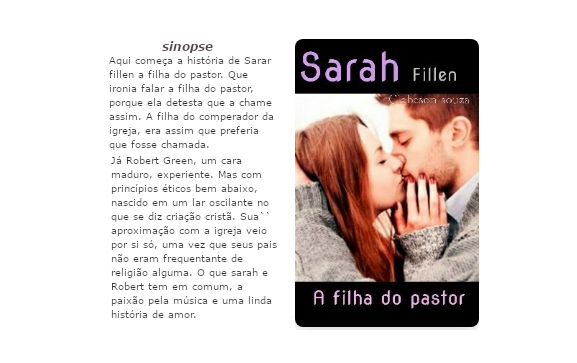 sinopse
Aqui começa a história de Sarar
fillen a filha do pastor. Que
ironia falar a filha do pastor,
porque ela detesta que a chame
assim. A filha do comperador da
igreja, era assim que preferia
que fosse chamada.
Já Robert Green, um cara
maduro, experiente. Mas com
princípios éticos bem abaixo,
nascido em um lar oscilante no
que se diz criação cristã. Sua``
aproximação com a igreja veio
por si só, uma vez que seus pais
não eram frequentante de
religião alguma. O que sarah e
Robert tem em comum, a
paixão pela música e uma linda
história de amor.
Sarah Fillen
souza
A filha do pastor